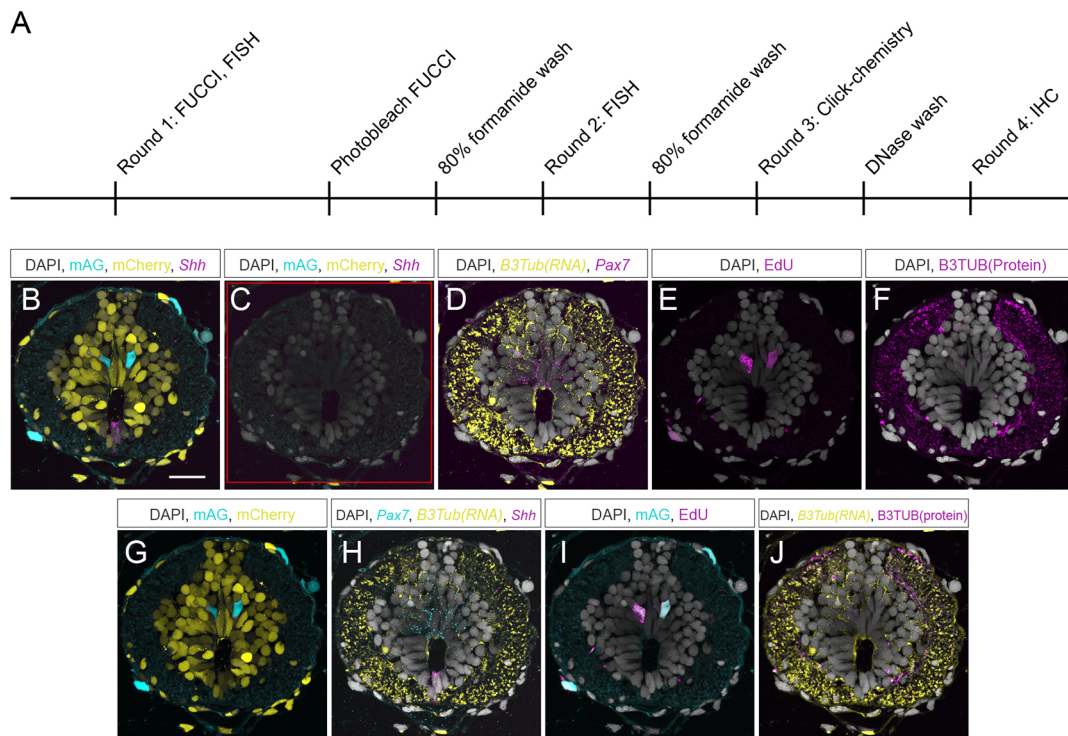 A
Round 1: FUCCI, FISH
Photobleach FUCCI
80% formamide wash
Round 2: FISH
80% formamide wash
Round 3: Click-chemistry
DNase wash
Round 4: IHC
DAPI, mAG, mCherry, Shh
DAPI, mAG, mCherry, Shh
DAPI, B3Tub(RNA), Pax7
DAPI, EdU
DAPI, B3TUB(Protein)
B
C
D
E
F
DAPI, mAG, mCherry
DAPI, Pax7, B3Tub(RNA), Shh
DAPI, mAG, EdU
DAPI, B3Tub(RNA), B3TUB(protein)
G
H
I
J